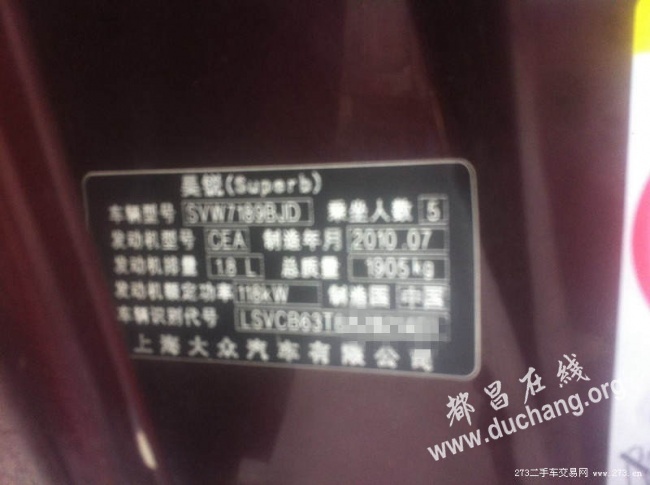 昊锐(Superb)
车辆型号 SVW7189BJD 乘坐人数 5
发动机型号 CEA 制造年月 2010.07
发动机排量 1.8 L 总质量 1905kg
发动机额定功率 118kW 制造国 中国
车辆识别代号 LSVCB63T
上海大众汽车有限公司
都昌在线
www.duchang.org
273二手车交易网 www.273.cn